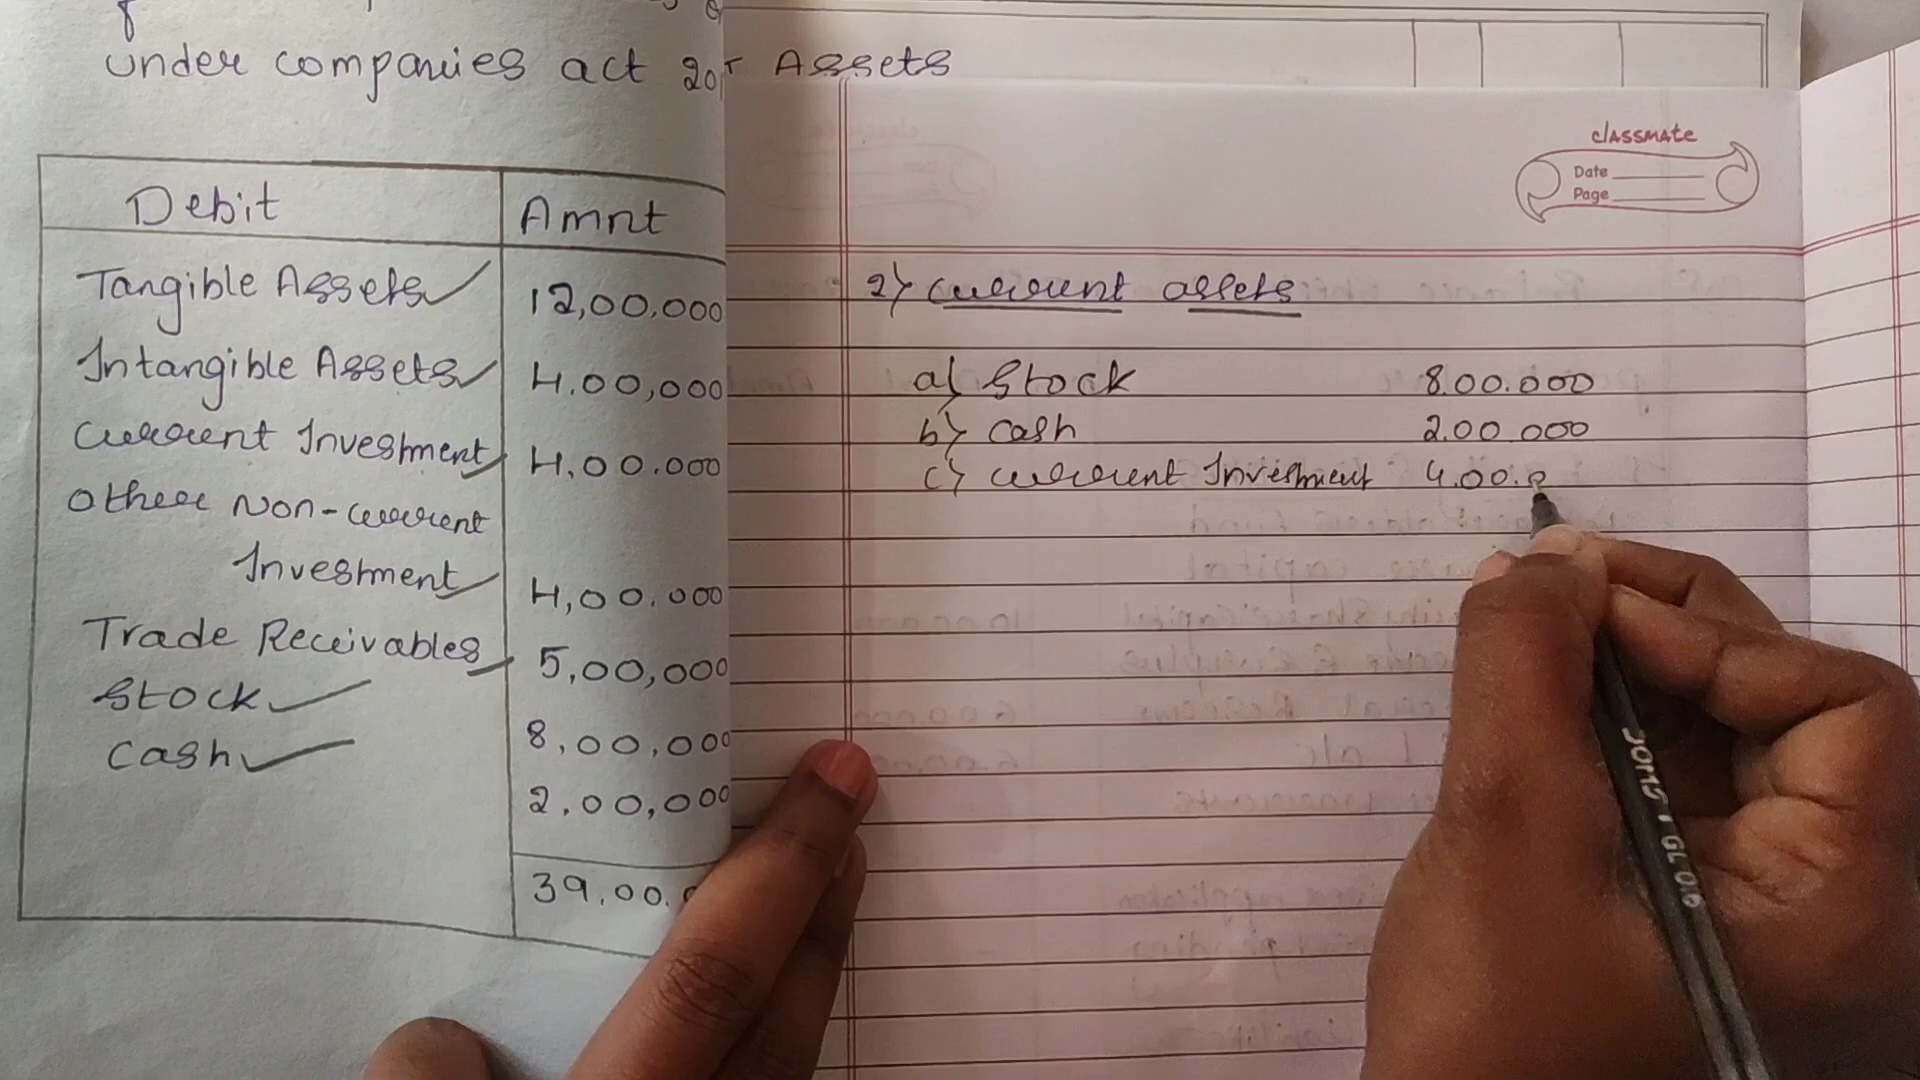 under companies act 20
Assets
Debit Amnt
Tangible Assets 12,00,000
Intangible Assets 4,00,000
Current Investment 4,00.000
Other Non-current
Investment 4,00.000
Trade Receivables 5,00,000
Stock 8,00,000
Cash 2,00,000
39,00,
classmate
Date
Page
2) Current assets
a) Stock 8.00.000
b) Cash 2.00.000
c) current Investment 4.00.0
JOMS GLOIS